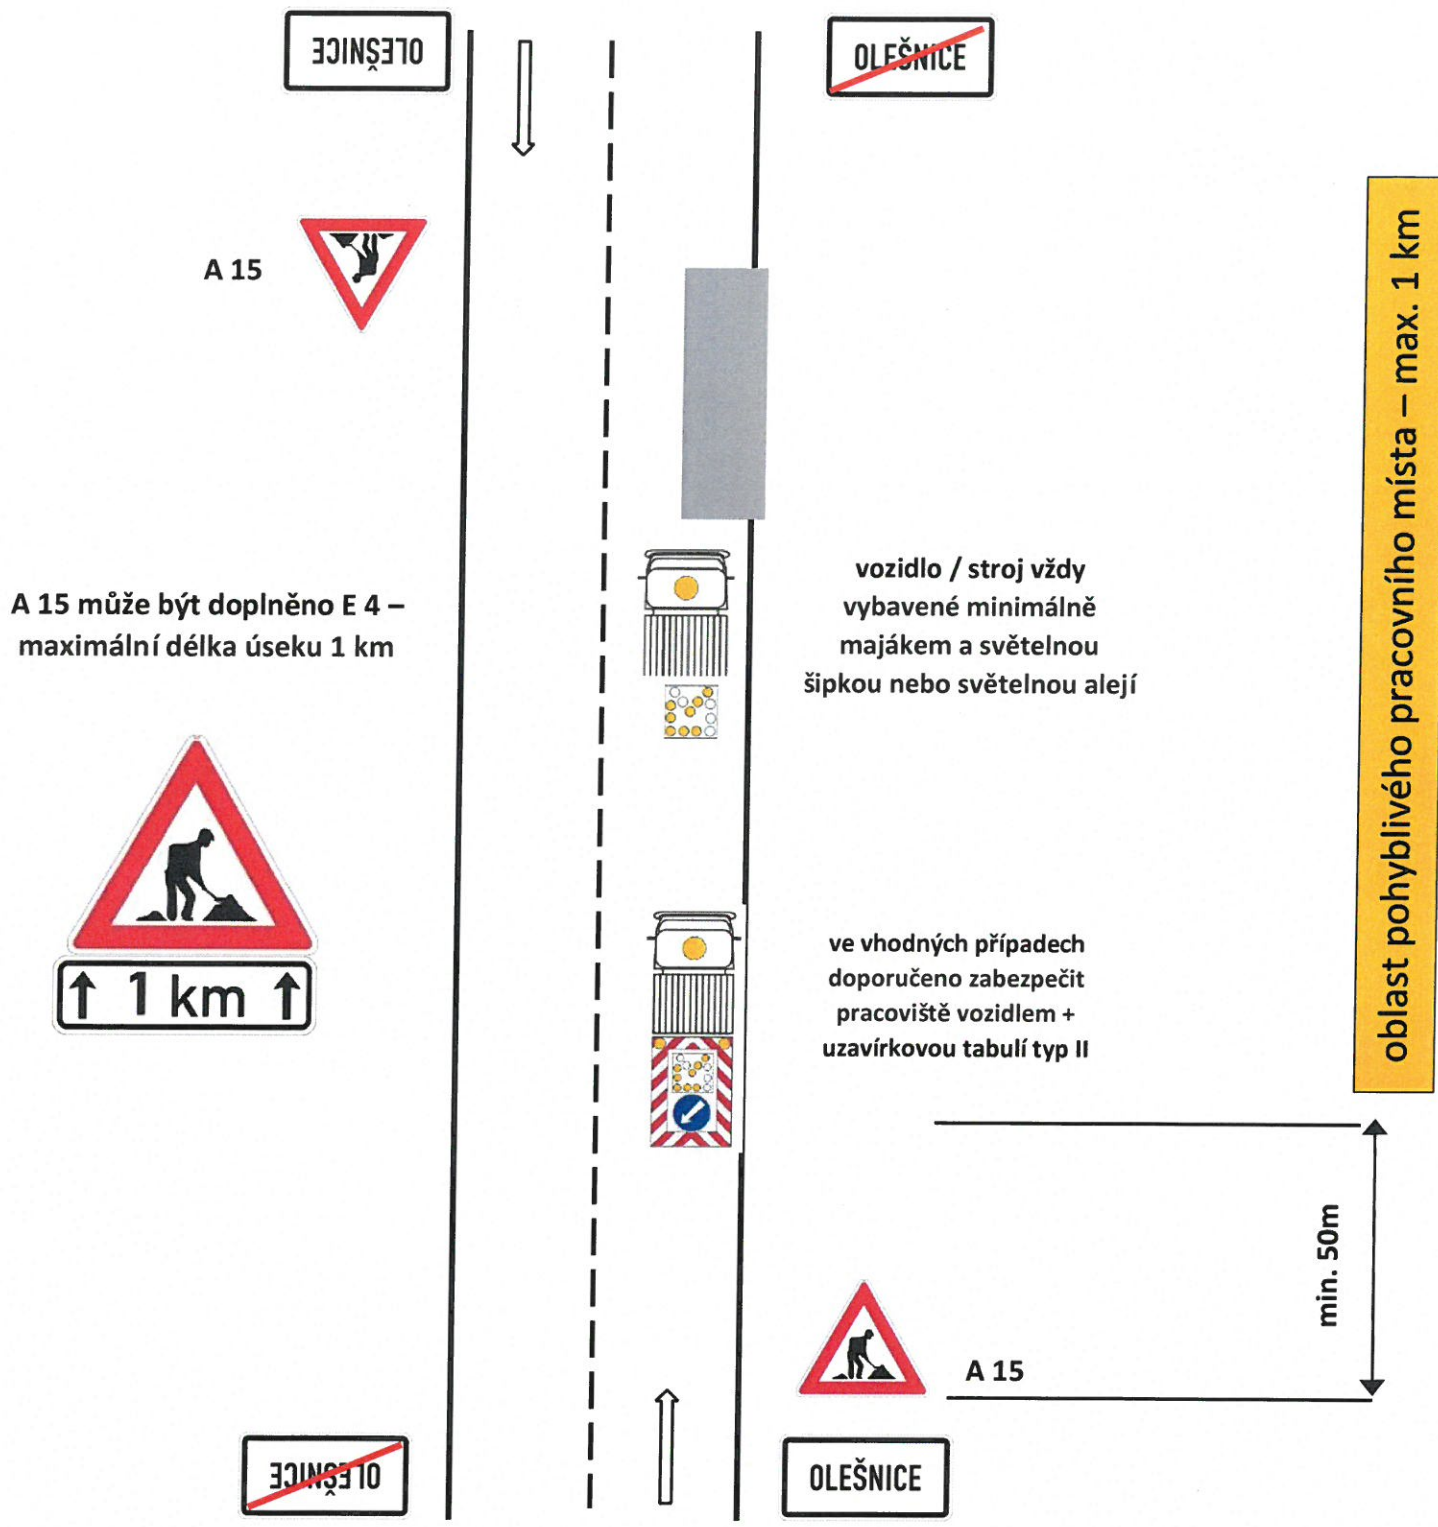 OLEŠNICE
OLEŠNICE
A 15
oblast pohyblivého pracovního místa – max. 1 km
vozidlo / stroj vždy
vybavené minimálně
majákem a světelnou
šipkou nebo světelnou alejí
A 15 může být doplněno E 4 –
maximální délka úseku 1 km
1 km
ve vhodných případech
doporučeno zabezpečit
pracoviště vozidlem +
uzavírkovou tabulí typ II
min. 50m
A 15
OLEŠNICE
OLEŠNICE